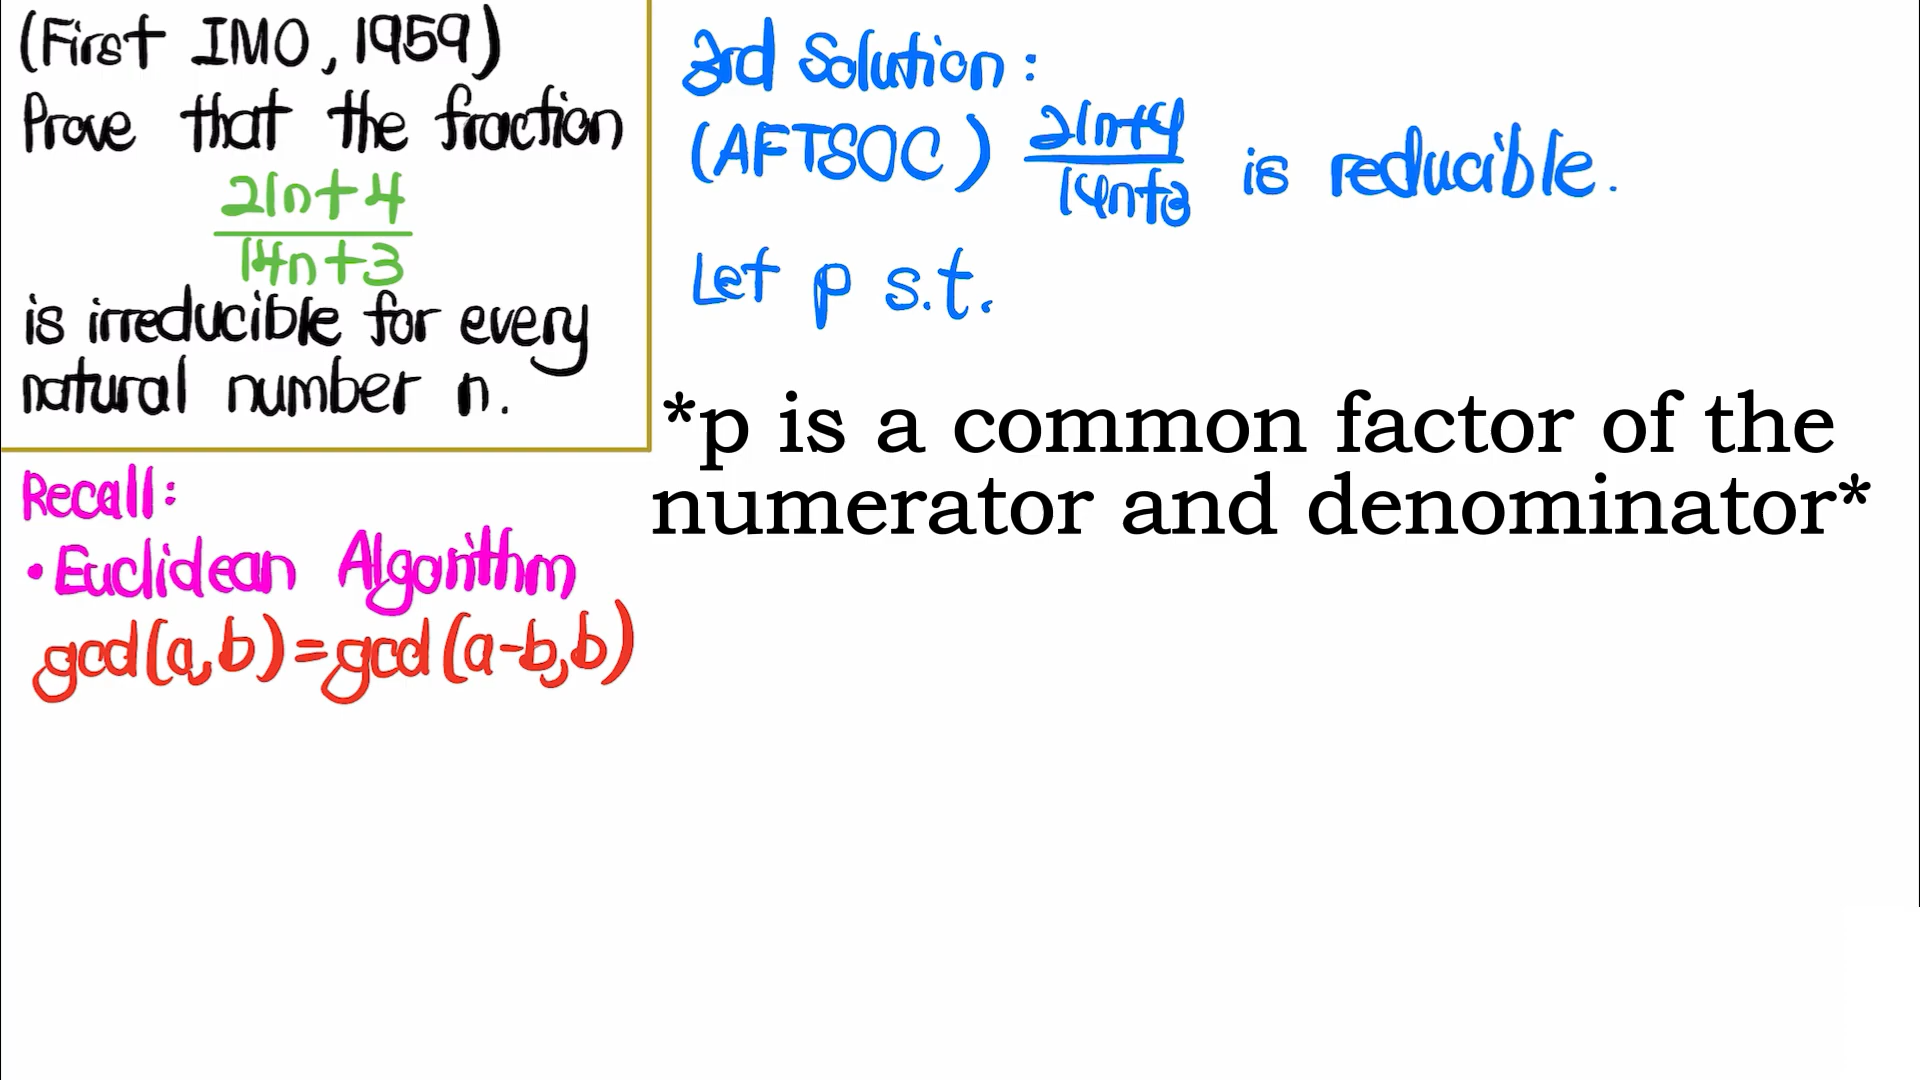 (First IMO, 1959)
Prove that the fraction
21n+4
14n+3
is irreducible for every
natural number n.
Recall:
• Euclidean Algorithm
gcd(a,b)=gcd(a-b,b)
3rd Solution:
(AFTSOC) 21n+4/14n+3 is reducible.
Let p s.t.
*p is a common factor of the
numerator and denominator*